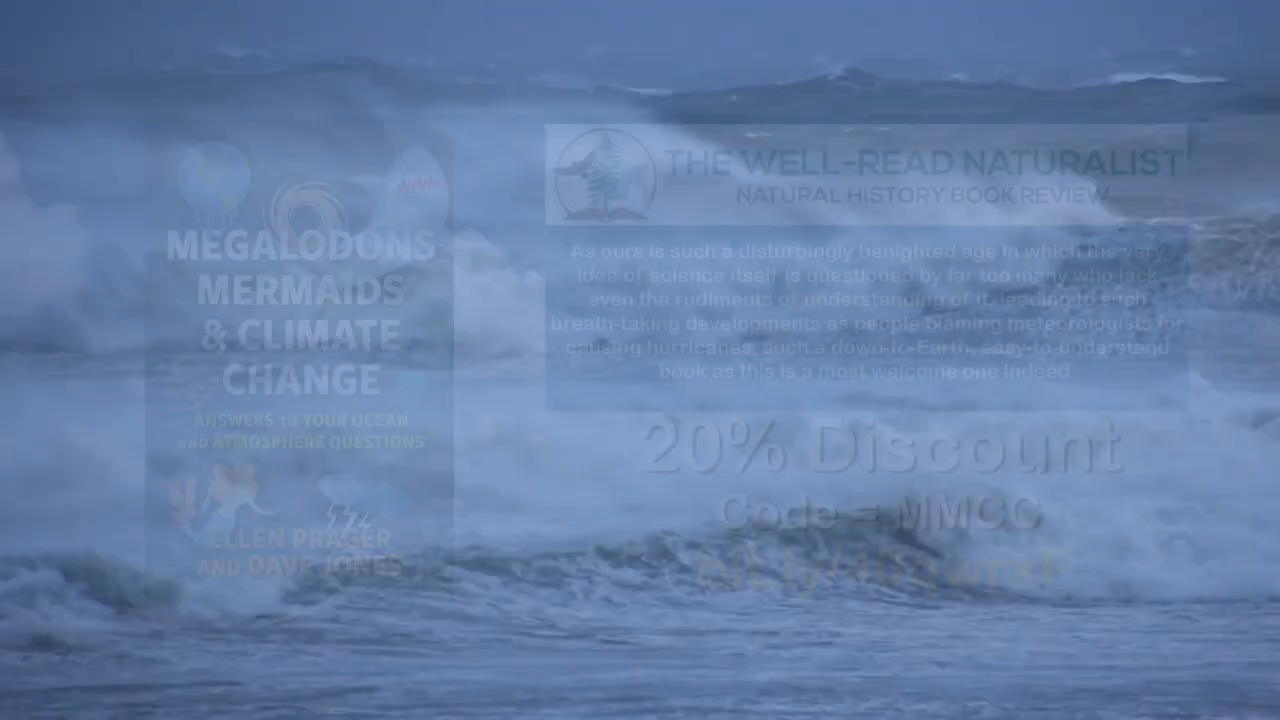 MEGALODONS
MERMAIDS
& CLIMATE
CHANGE
ANSWERS TO YOUR OCEAN
AND ATMOSPHERE QUESTIONS
ELLEN PRAGER
AND DAVE JONES
THE WELL-READ NATURALIST
NATURAL HISTORY BOOK REVIEW
As ours is such a disturbingly benighted age in which the very
idea of science itself is questioned by far too many who lack
even the rudiments of understanding of it, leading to such
breath-taking developments as people blaming meteorologists for
causing hurricanes, such a down-to-Earth, easy-to-understand
book as this is a most welcome one indeed
20% Discount
Code = MMCC